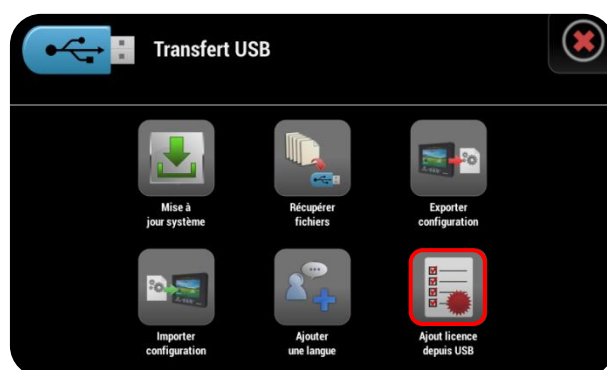 Transfert USB
Mise à
jour système
Récupérer
fichiers
Exporter
configuration
Importer
configuration
Ajouter
une langue
Ajout licence
depuis USB